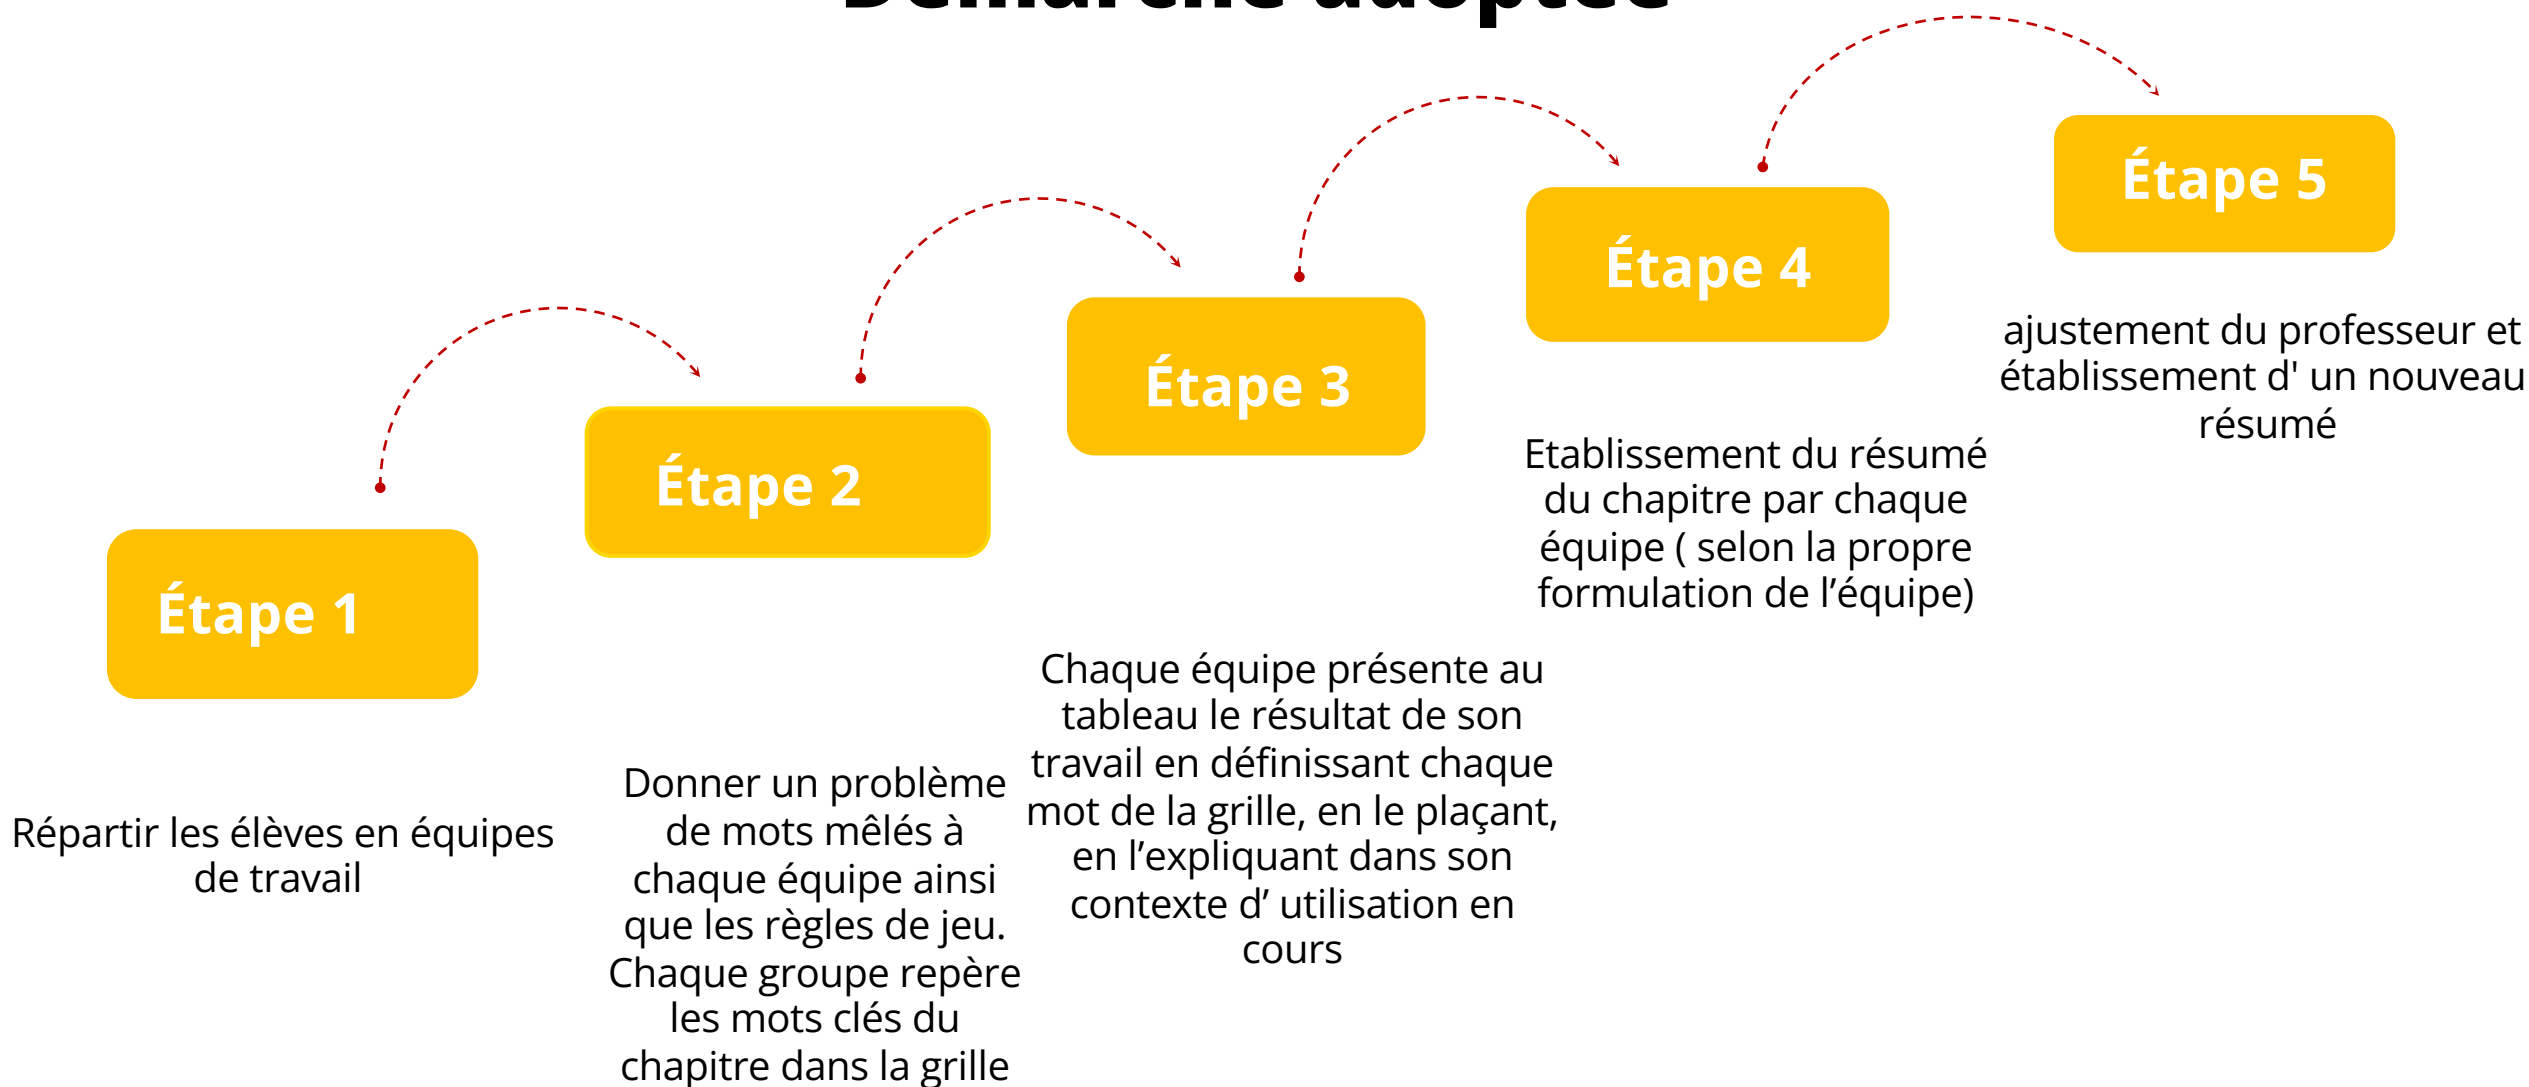 Démarche adoptée
Étape 1
Répartir les élèves en équipes
de travail
Étape 2
Donner un problème
de mots mêlés à
chaque équipe ainsi
que les règles de jeu.
Chaque groupe repère
les mots clés du
chapitre dans la grille
Étape 3
Chaque équipe présente au
tableau le résultat de son
travail en définissant chaque
mot de la grille, en le plaçant,
en l’expliquant dans son
contexte d’ utilisation en
cours
Étape 4
Etablissement du résumé
du chapitre par chaque
équipe ( selon la propre
formulation de l’équipe)
Étape 5
ajustement du professeur et
établissement d' un nouveau
résumé